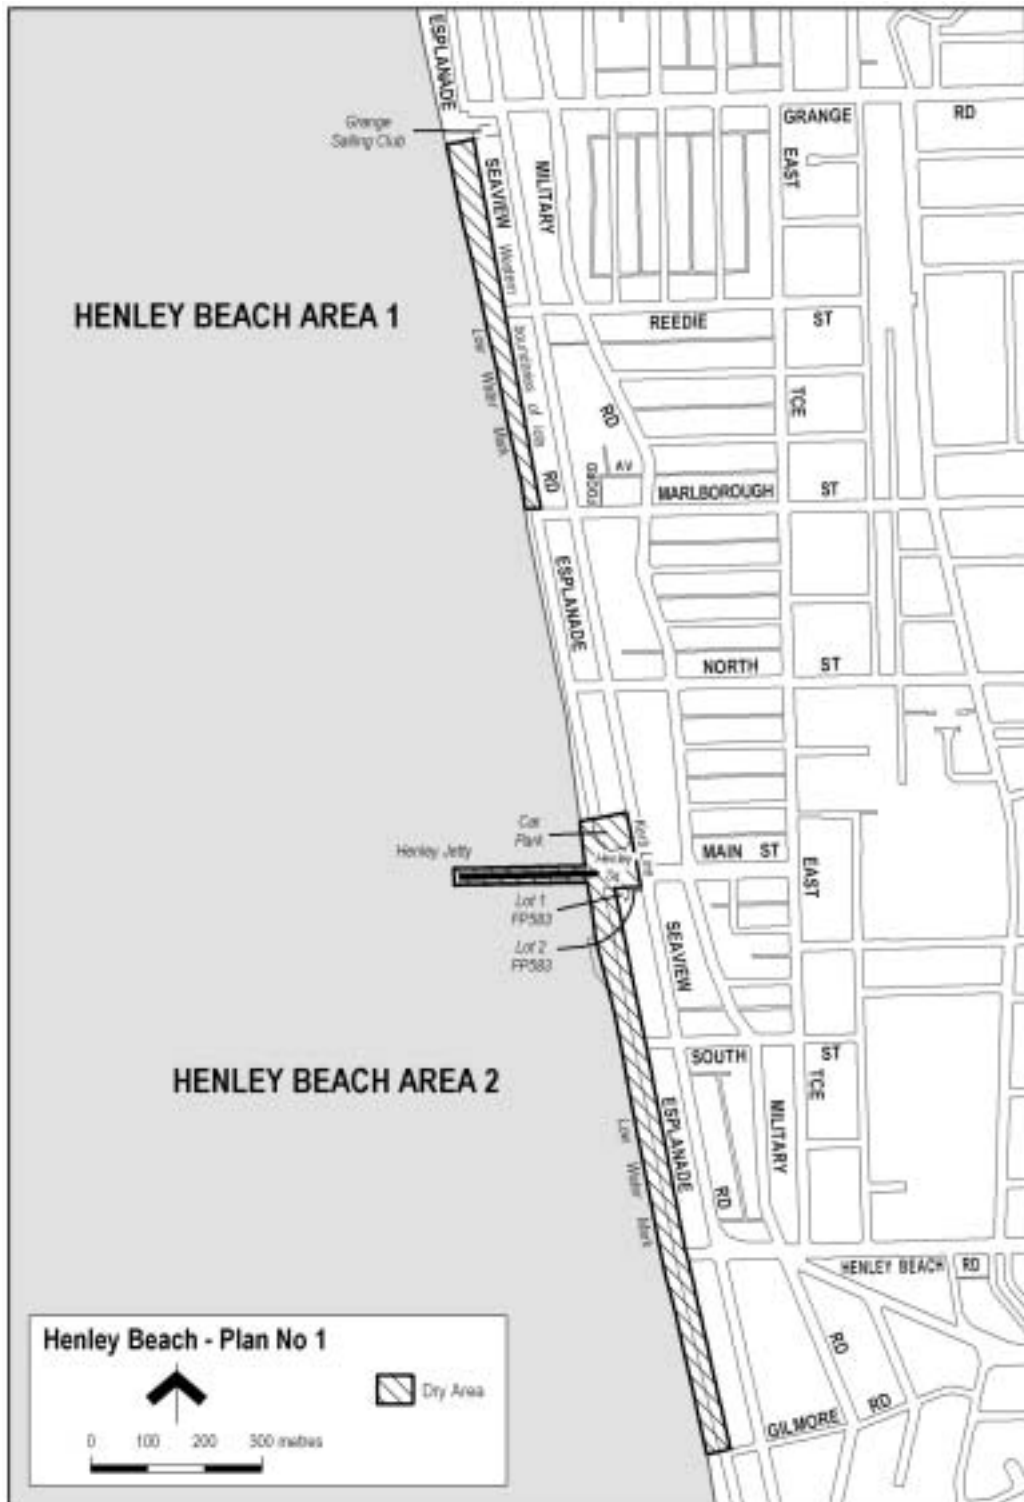 ESPLANADE
GRANGE RD
Grange
Sailing Club
SEAVIEW
MILITARY
EAST
Western
boundaries of lots
HENLEY BEACH AREA 1
REEDIE ST
Low Water Mark
TCE
RD
AV
RD
MARLBOROUGH ST
ESPLANADE
NORTH ST
Car
Park
Henley Jetty
Henley
Sq
MAIN ST
EAST
Lot 1
FP583
Lot 2
FP583
SEAVIEW
HENLEY BEACH AREA 2
SOUTH ST
TCE
ESPLANADE
MILITARY
Low Water Mark
RD
HENLEY BEACH RD
RD
GILMORE RD
Henley Beach - Plan No 1
Dry Area
0 100 200 300 metres